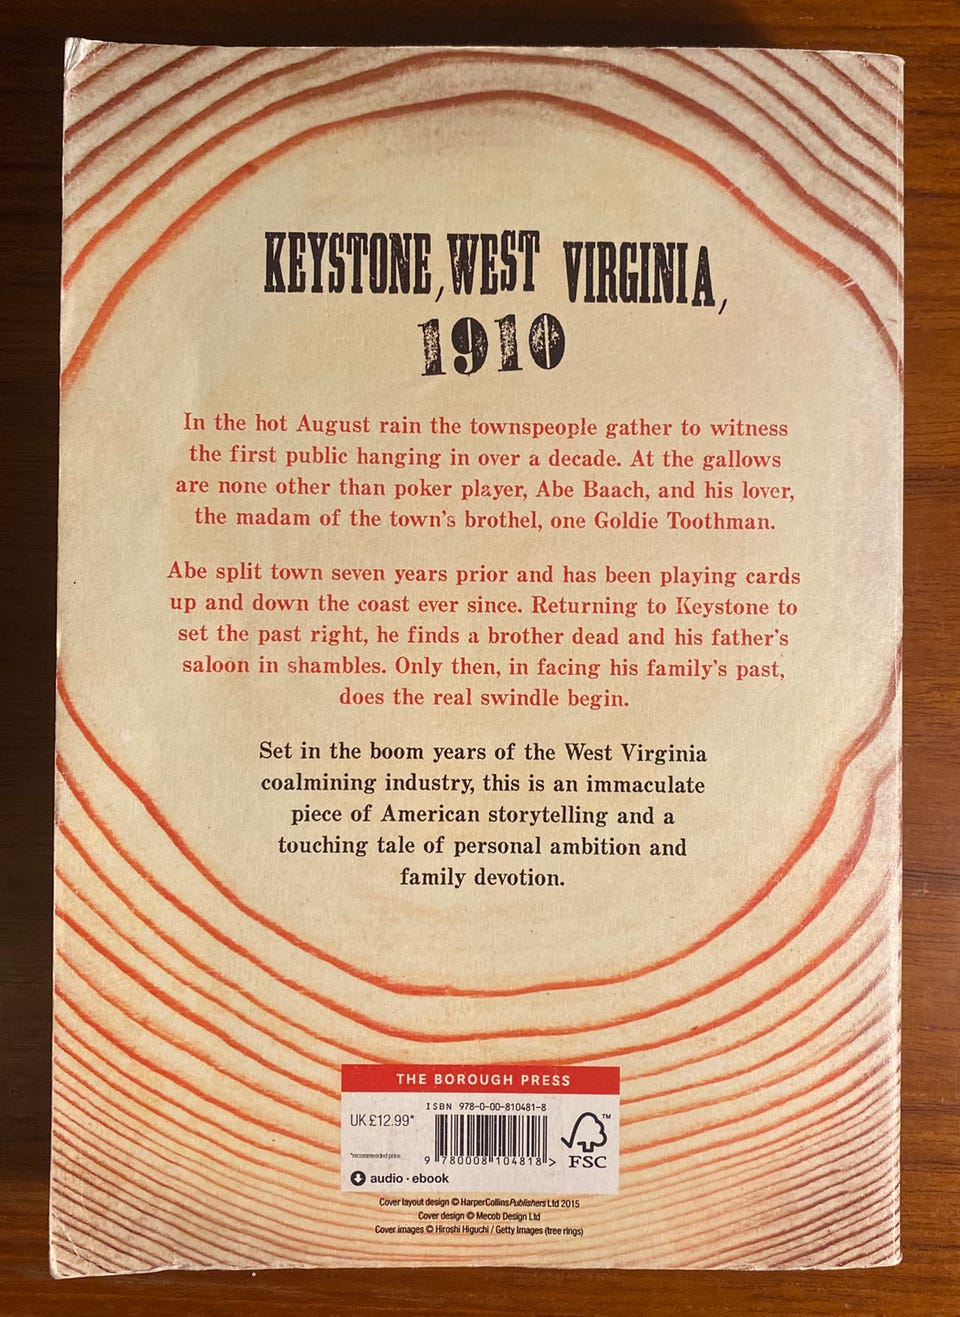 KEYSTONE, WEST VIRGINIA,
1910
In the hot August rain the townspeople gather to witness
the first public hanging in over a decade. At the gallows
are none other than poker player, Abe Baach, and his lover,
the madam of the town's brothel, one Goldie Toothman.
Abe split town seven years prior and has been playing cards
up and down the coast ever since. Returning to Keystone to
set the past right, he finds a brother dead and his father's
saloon in shambles. Only then, in facing his family's past,
does the real swindle begin.
Set in the boom years of the West Virginia
coalmining industry, this is an immaculate
piece of American storytelling and a
touching tale of personal ambition and
family devotion.
THE BOROUGH PRESS
ISBN 978-0-00-810481-8
UK £12.99*
*recommended price
9 780008 104818 >
FSC
™
audio · ebook
Cover layout design © HarperCollinsPublishers Ltd 2015
Cover design © Mecob Design Ltd
Cover images © Hiroshi Higuchi / Getty Images (tree rings)